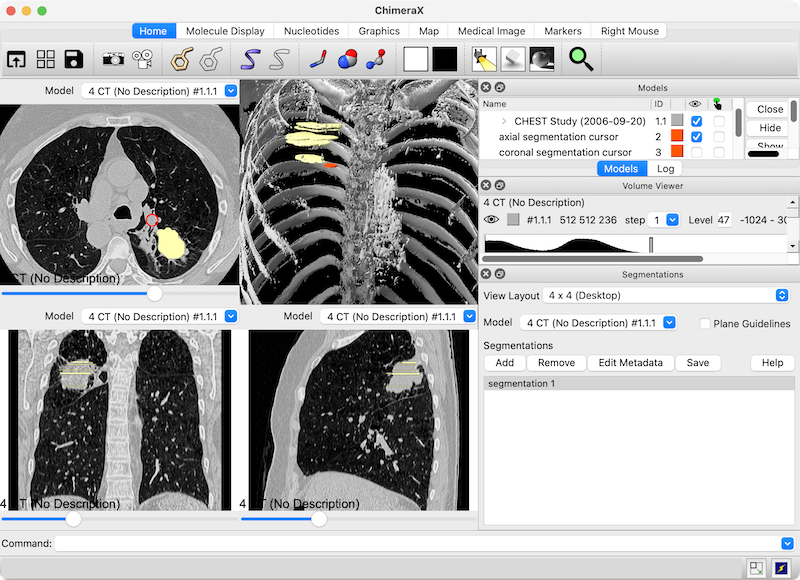 ChimeraX
Home Molecule Display Nucleotides Graphics Map Medical Image Markers Right Mouse
Model 4 CT (No Description) #1.1.1
CT (No Description)
Model 4 CT (No Description) #1.1.1
4 CT (No Description)
Model 4 CT (No Description) #1.1.1
4 CT (No Description)
Models
Name ID
CHEST Study (2006-09-20) 1.1
axial segmentation cursor 2
coronal segmentation cursor 3
Close
Hide
Show
Models Log
Volume Viewer
4 CT (No Description)
#1.1.1 512 512 236 step 1 Level 47 -1024 - 30
Segmentations
View Layout 4 x 4 (Desktop)
Model 4 CT (No Description) #1.1.1 Plane Guidelines
Segmentations
Add Remove Edit Metadata Save Help
segmentation 1
Command: